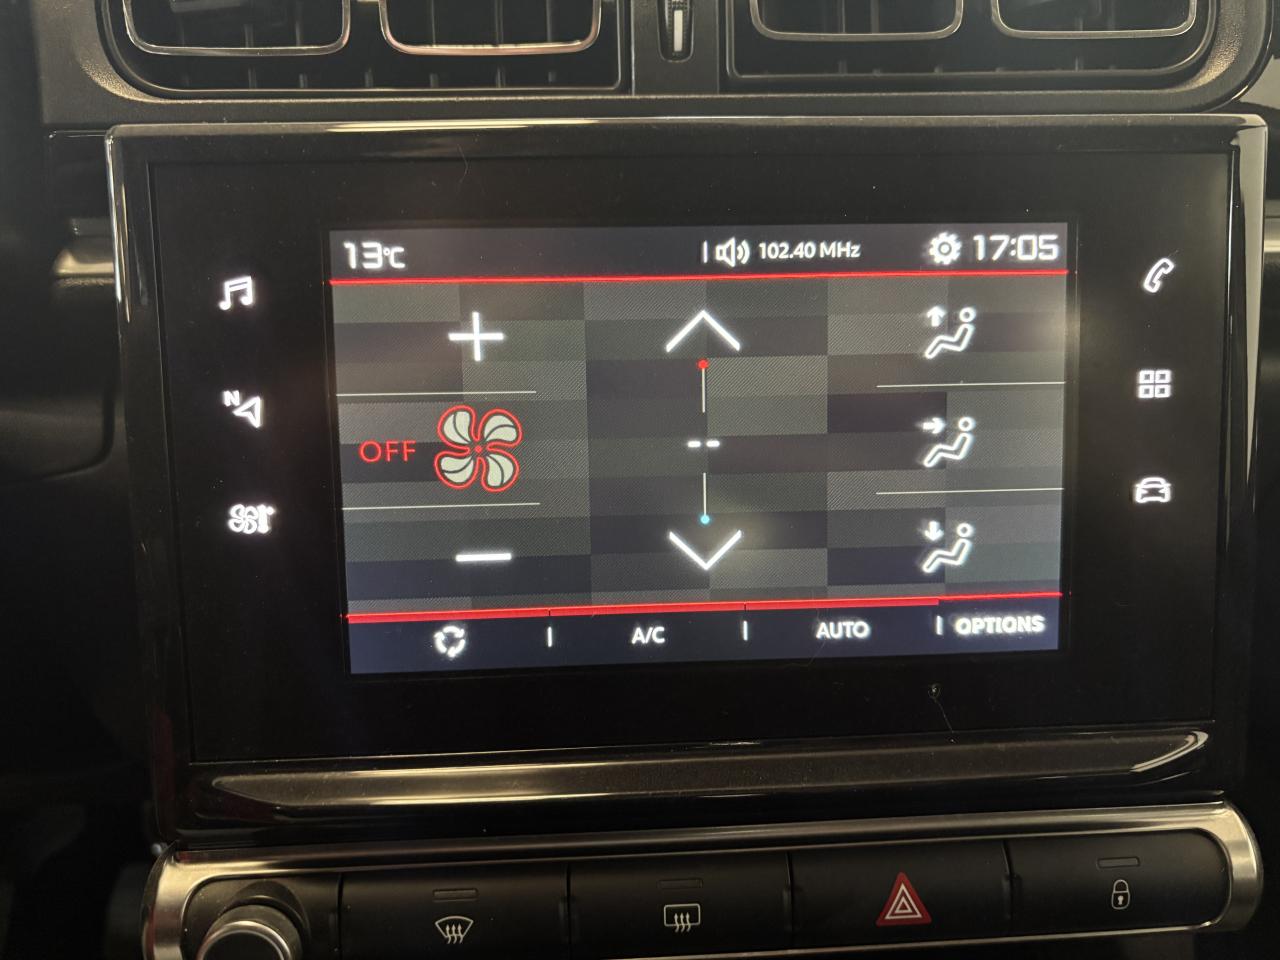 13°C
102.40 MHz
17:05
N
OFF
--
A/C
AUTO
OPTIONS